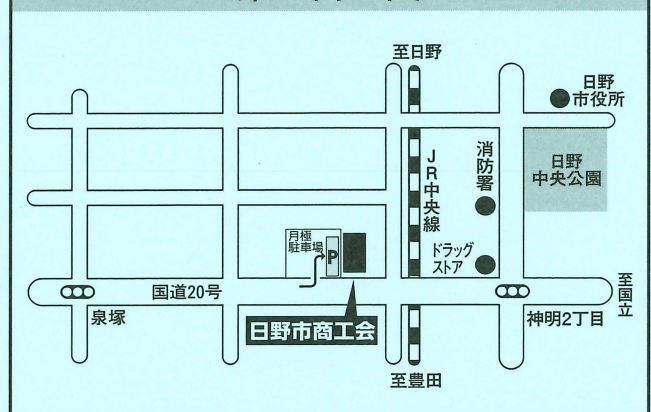 至日野
日野
市役所
JR中央線
消防署
日野
中央公園
月極
駐車場
P
ドラッグ
ストア
国道20号
泉塚
日野市商工会
神明2丁目
至国立
至豊田